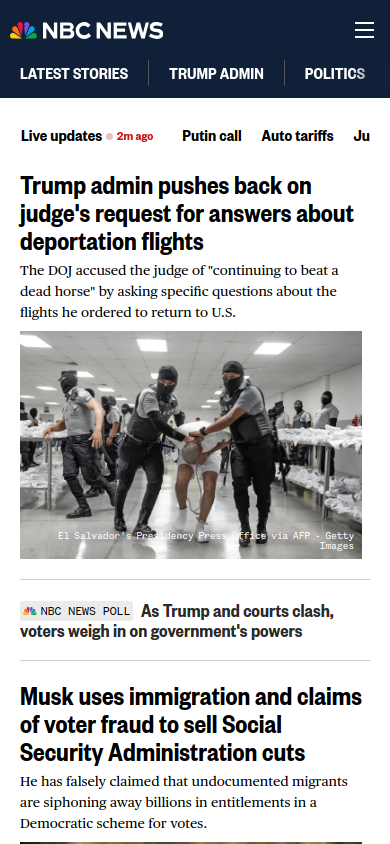 NBC NEWS
LATEST STORIES
TRUMP ADMIN
POLITICS
Live updates 2m ago Putin call Auto tariffs Ju
Trump admin pushes back on
judge's request for answers about
deportation flights
The DOJ accused the judge of "continuing to beat a
dead horse" by asking specific questions about the
flights he ordered to return to U.S.
El Salvador's Presidency Press Office via AFP - Getty
Images
NBC NEWS POLL As Trump and courts clash,
voters weigh in on government's powers
Musk uses immigration and claims
of voter fraud to sell Social
Security Administration cuts
He has falsely claimed that undocumented migrants
are siphoning away billions in entitlements in a
Democratic scheme for votes.